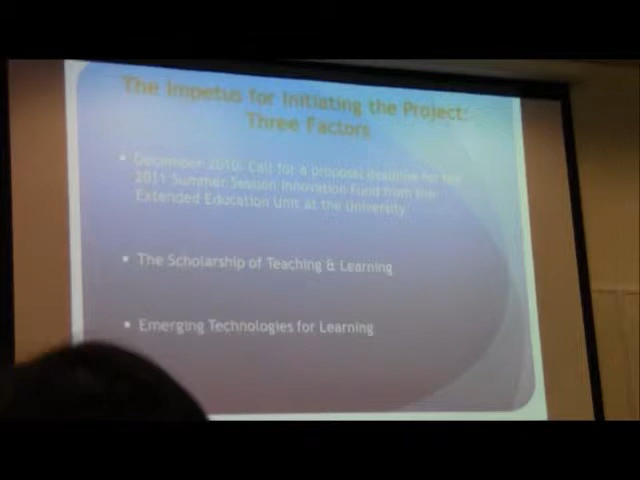 The Impetus for Initiating the Project:
Three Factors
• December 2010: Call for a proposal deadline for the
2011 Summer Session Innovation Fund from the
Extended Education Unit at the University
• The Scholarship of Teaching & Learning
• Emerging Technologies for Learning